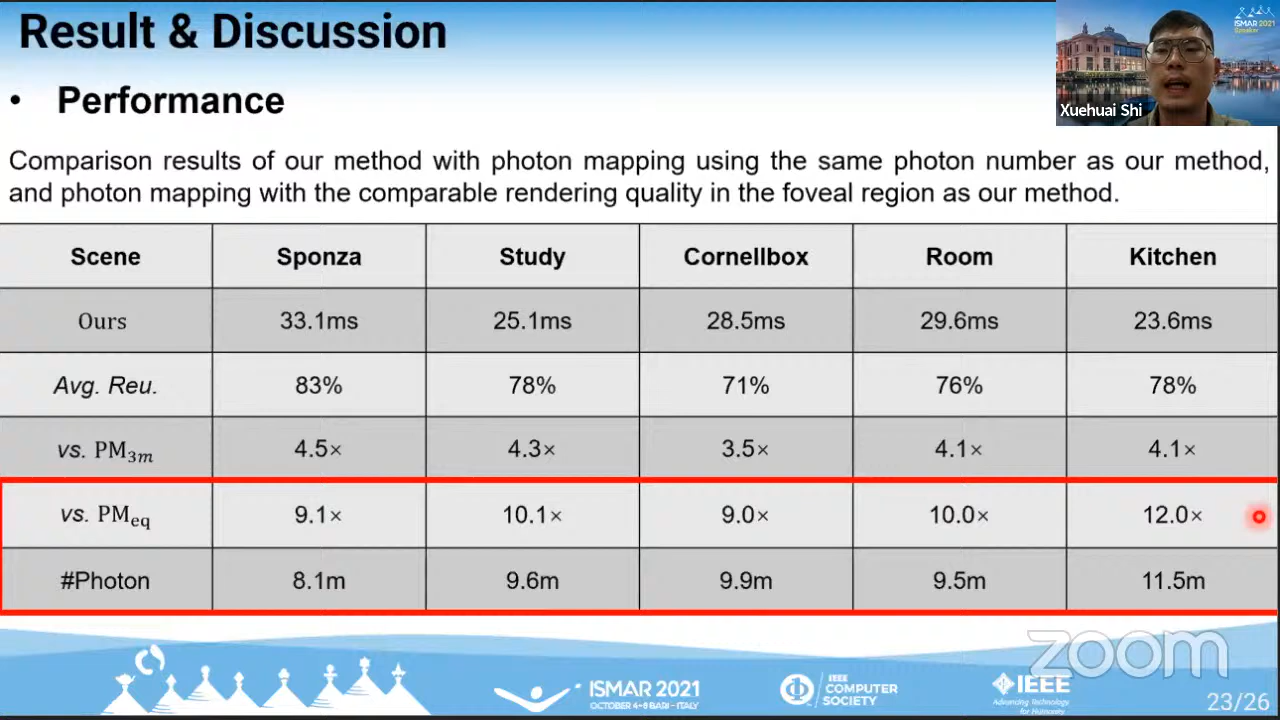 Result & Discussion
ISMAR 2021
Speaker
Xuehuai Shi
• Performance
Comparison results of our method with photon mapping using the same photon number as our method,
and photon mapping with the comparable rendering quality in the foveal region as our method.
Scene Sponza Study Cornellbox Room Kitchen
Ours 33.1ms 25.1ms 28.5ms 29.6ms 23.6ms
Avg. Reu. 83% 78% 71% 76% 78%
vs. PM3m 4.5× 4.3× 3.5× 4.1× 4.1×
vs. PMeq 9.1× 10.1× 9.0× 10.0× 12.0×
#Photon 8.1m 9.6m 9.9m 9.5m 11.5m
zoom
ISMAR 2021
OCTOBER 4-8 BARI - ITALY
IEEE
COMPUTER
SOCIETY
IEEE
Advancing Technology
for Humanity
23/26